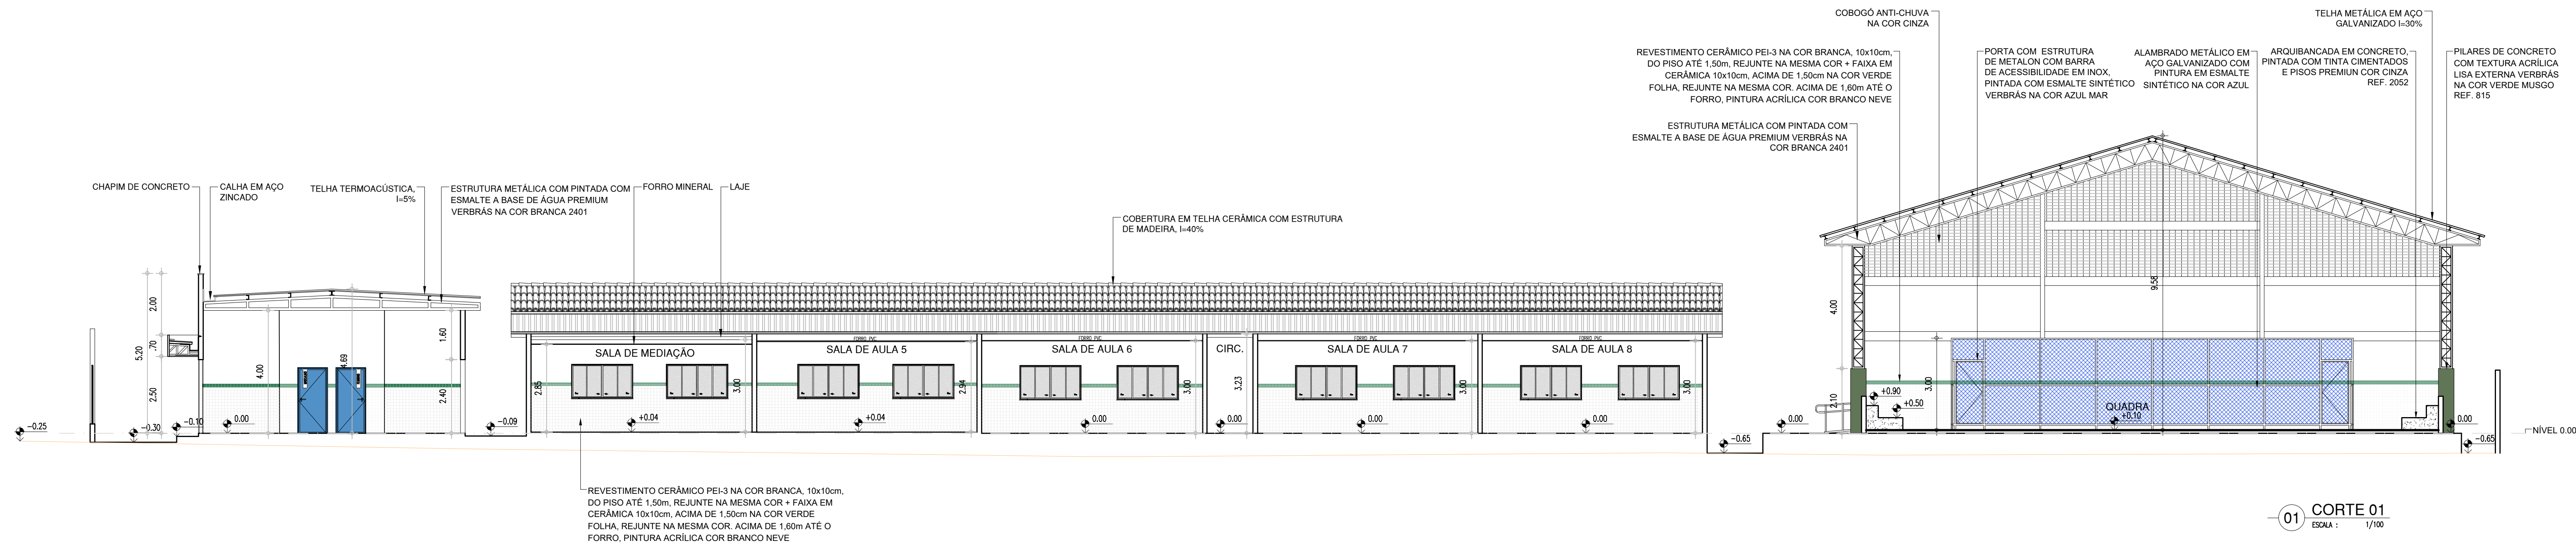 COBOGÓ ANTI-CHUVA
NA COR CINZA
TELHA METÁLICA EM AÇO
GALVANIZADO I=30%
REVESTIMENTO CERÂMICO PEI-3 NA COR BRANCA, 10x10cm,
DO PISO ATÉ 1,50m, REJUNTE NA MESMA COR + FAIXA EM
CERÂMICA 10x10cm, ACIMA DE 1,50cm NA COR VERDE
FOLHA, REJUNTE NA MESMA COR. ACIMA DE 1,60m ATÉ O
FORRO, PINTURA ACRÍLICA COR BRANCO NEVE
PORTA COM ESTRUTURA
DE METALON COM BARRA
DE ACESSIBILIDADE EM INOX,
PINTADA COM ESMALTE SINTÉTICO
VERBRÁS NA COR AZUL MAR
ALAMBRADO METÁLICO EM
AÇO GALVANIZADO COM
PINTURA EM ESMALTE
SINTÉTICO NA COR AZUL
ARQUIBANCADA EM CONCRETO,
PINTADA COM TINTA CIMENTADOS
E PISOS PREMIUN COR CINZA
REF. 2052
PILARES DE CONCRETO
COM TEXTURA ACRÍLICA
LISA EXTERNA VERBRÁS
NA COR VERDE MUSGO
REF. 815
ESTRUTURA METÁLICA COM PINTADA COM
ESMALTE A BASE DE ÁGUA PREMIUM VERBRÁS NA
COR BRANCA 2401
CHAPIM DE CONCRETO
CALHA EM AÇO
ZINCADO
TELHA TERMOACÚSTICA,
I=5%
ESTRUTURA METÁLICA COM PINTADA COM
ESMALTE A BASE DE ÁGUA PREMIUM
VERBRÁS NA COR BRANCA 2401
FORRO MINERAL
LAJE
COBERTURA EM TELHA CERÂMICA COM ESTRUTURA
DE MADEIRA, I=40%
2.00
.70
5.20
2.50
4.00
4.69
1.60
2.40
FORRO PVC
FORRO PVC
FORRO PVC
FORRO PVC
SALA DE MEDIAÇÃO
SALA DE AULA 5
SALA DE AULA 6
CIRC.
SALA DE AULA 7
SALA DE AULA 8
2.85
3.00
2.94
3.00
3.23
3.00
3.00
4.00
2.10
9.58
3.00
QUADRA
+0.10
+0.90
+0.50
-0.25
-0.30
-0.10
0.00
-0.09
+0.04
+0.04
0.00
0.00
0.00
0.00
-0.65
0.00
0.00
-0.65
NÍVEL 0.00
REVESTIMENTO CERÂMICO PEI-3 NA COR BRANCA, 10x10cm,
DO PISO ATÉ 1,50m, REJUNTE NA MESMA COR + FAIXA EM
CERÂMICA 10x10cm, ACIMA DE 1,50cm NA COR VERDE
FOLHA, REJUNTE NA MESMA COR. ACIMA DE 1,60m ATÉ O
FORRO, PINTURA ACRÍLICA COR BRANCO NEVE
01
CORTE 01
ESCALA : 1/100